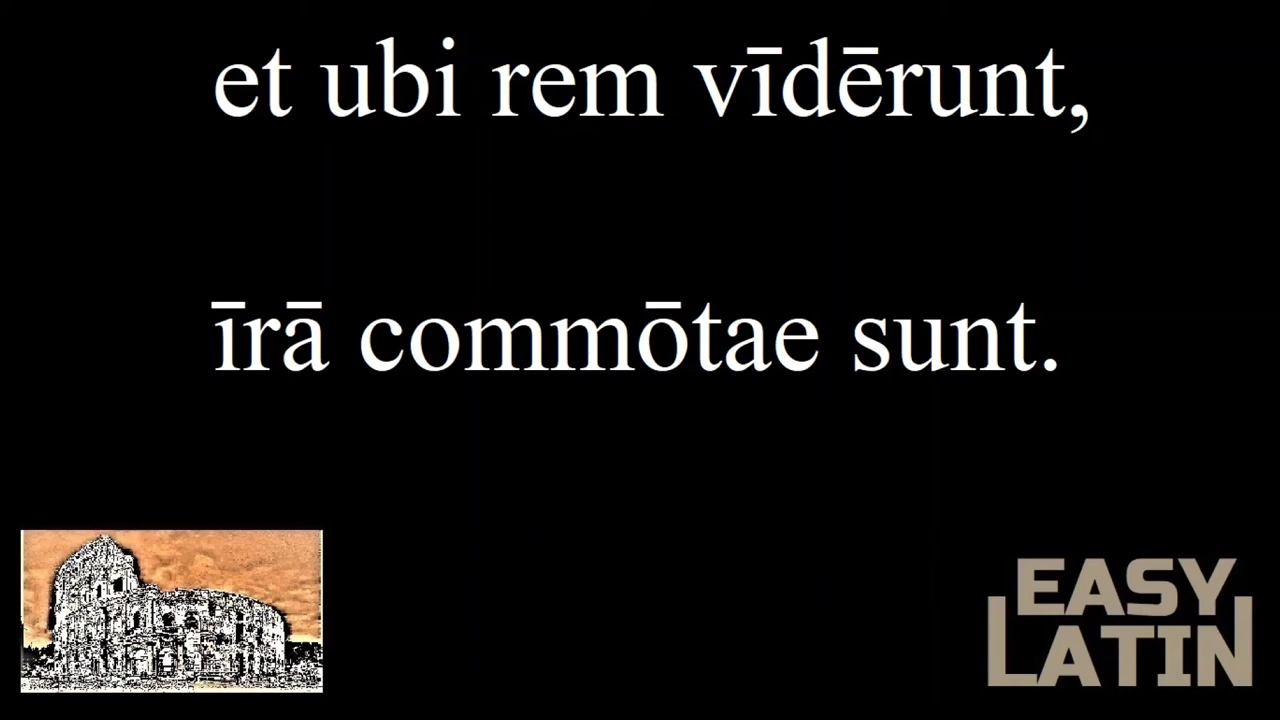 et ubi rem vīdērunt,
īrā commōtae sunt.
EASY
LATIN